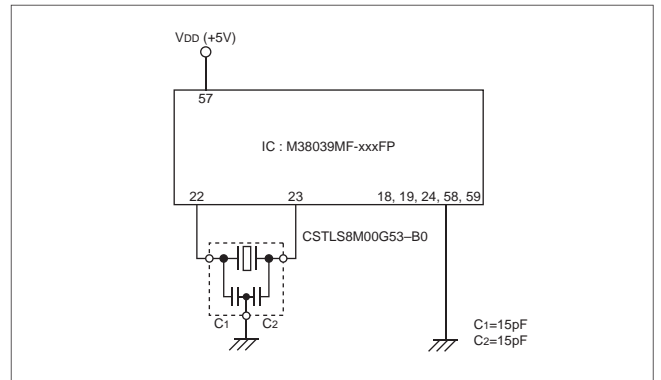 VDD (+5V)
57
IC : M38039MF-xxxFP
22 23 18, 19, 24, 58, 59
CSTLS8M00G53–B0
C1 C2
C1=15pF
C2=15pF